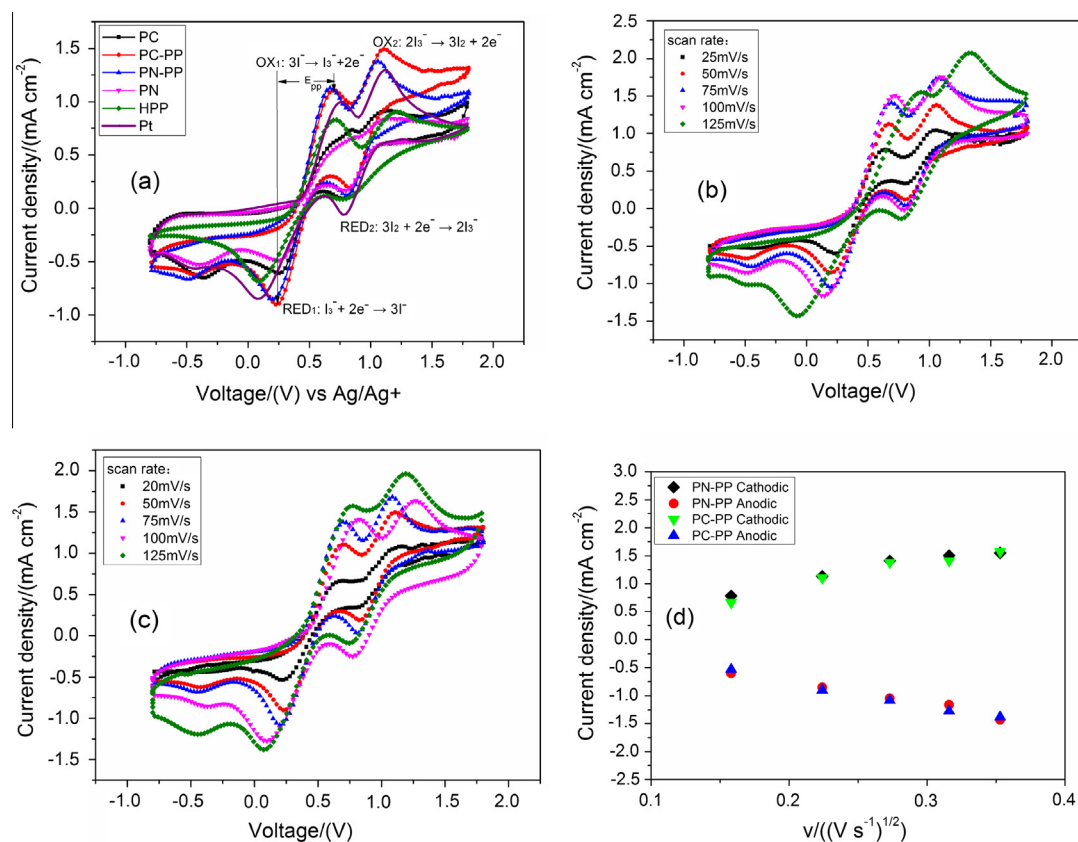 PC
PC-PP
PN-PP
PN
HPP
Pt
OX₂: 2I₃⁻ → 3I₂ + 2e⁻
OX₁: 3I⁻ → I₃⁻+2e⁻
E
pp
(a)
RED₂: 3I₂ + 2e⁻ → 2I₃⁻
RED₁: I₃⁻+ 2e⁻ → 3I⁻
1.5
1.0
0.5
0.0
-0.5
-1.0
Current density/(mA cm⁻²)
-1.0 -0.5 0.0 0.5 1.0 1.5 2.0
Voltage/(V) vs Ag/Ag+
scan rate:
25mV/s
50mV/s
75mV/s
100mV/s
125mV/s
(b)
2.5
2.0
1.5
1.0
0.5
0.0
-0.5
-1.0
-1.5
Current density/(mA cm⁻²)
-1.0 -0.5 0.0 0.5 1.0 1.5 2.0
Voltage/(V)
scan rate:
20mV/s
50mV/s
75mV/s
100mV/s
125mV/s
(c)
2.0
1.5
1.0
0.5
0.0
-0.5
-1.0
-1.5
Current density/(mA cm⁻²)
-1.0 -0.5 0.0 0.5 1.0 1.5 2.0
Voltage/(V)
PN-PP Cathodic
PN-PP Anodic
PC-PP Cathodic
PC-PP Anodic
(d)
3.0
2.5
2.0
1.5
1.0
0.5
0.0
-0.5
-1.0
-1.5
-2.0
-2.5
Current density/(mA cm⁻²)
0.1 0.2 0.3 0.4
v/((V s⁻¹)¹/²)